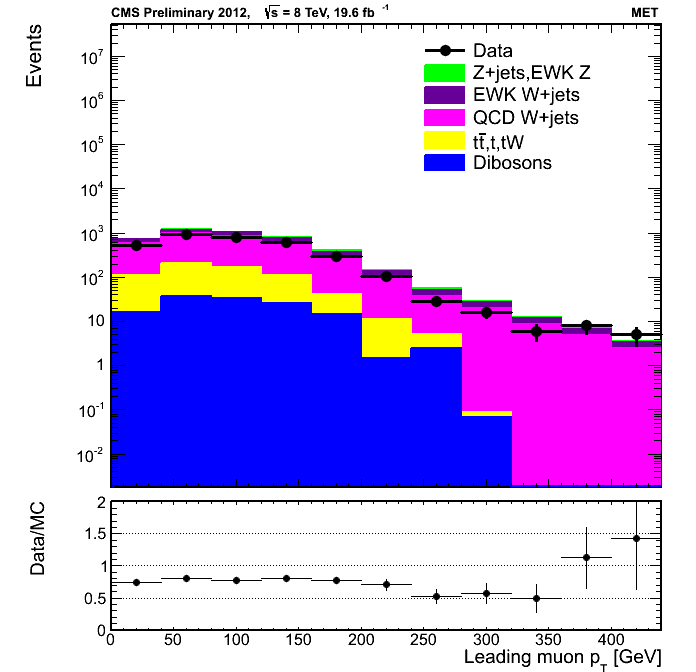 CMS Preliminary 2012, √s = 8 TeV, 19.6 fb⁻¹ MET
Events
10⁷
10⁶
10⁵
10⁴
10³
10²
10
1
10⁻¹
10⁻²
Data
Z+jets,EWK Z
EWK W+jets
QCD W+jets
tt̅,t,tW
Dibosons
Data/MC
2
1.5
1
0.5
0
0 50 100 150 200 250 300 350 400
Leading muon p_T [GeV]